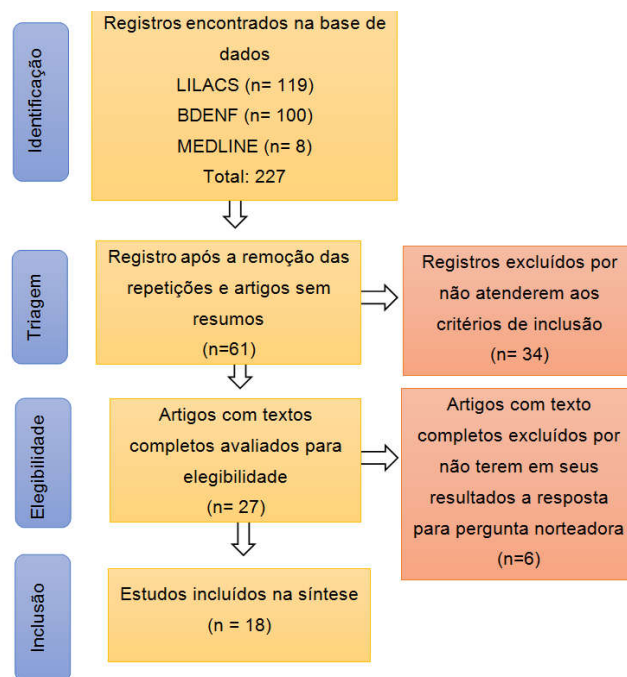 Identificação
Registros encontrados na base de
dados
LILACS (n= 119)
BDENF (n= 100)
MEDLINE (n= 8)
Total: 227
Triagem
Registro após a remoção das
repetições e artigos sem
resumos
(n=61)
Registros excluídos por
não atenderem aos
critérios de inclusão
(n= 34)
Elegibilidade
Artigos com textos
completos avaliados para
elegibilidade
(n= 27)
Artigos com texto
completos excluídos por
não terem em seus
resultados a resposta
para pergunta norteadora
(n=6)
Inclusão
Estudos incluídos na síntese
(n = 18)